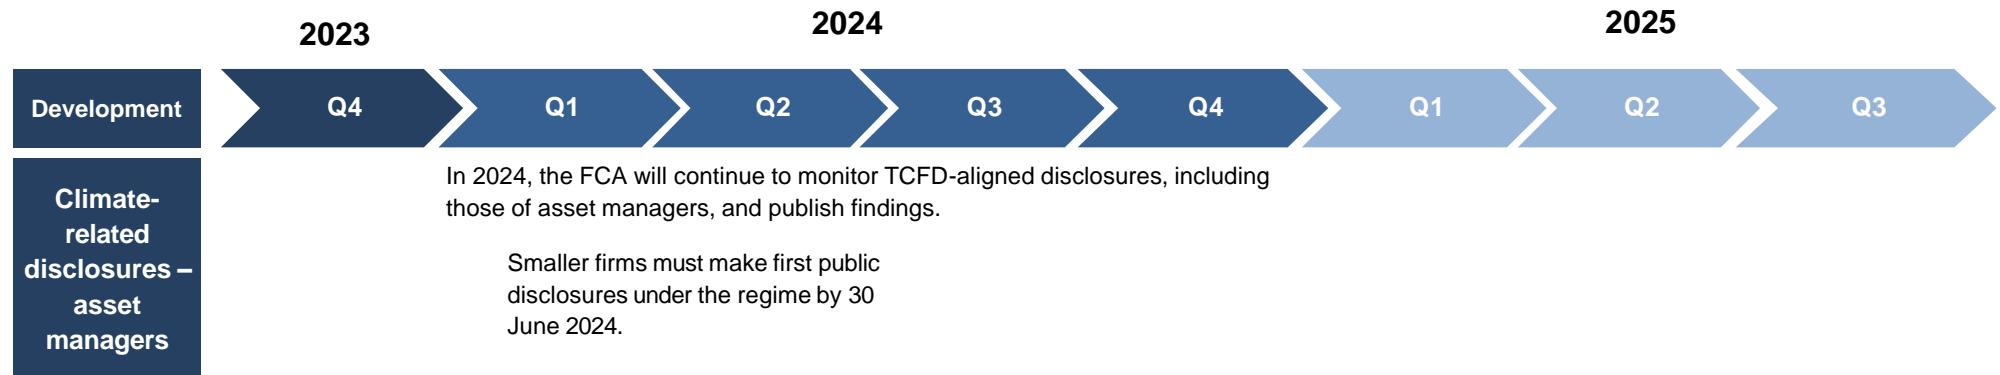 2023
2024
2025
Development
Q4
Q1
Q2
Q3
Q4
Q1
Q2
Q3
Climate-
related
disclosures –
asset
managers
In 2024, the FCA will continue to monitor TCFD-aligned disclosures, including
those of asset managers, and publish findings.
Smaller firms must make first public
disclosures under the regime by 30
June 2024.